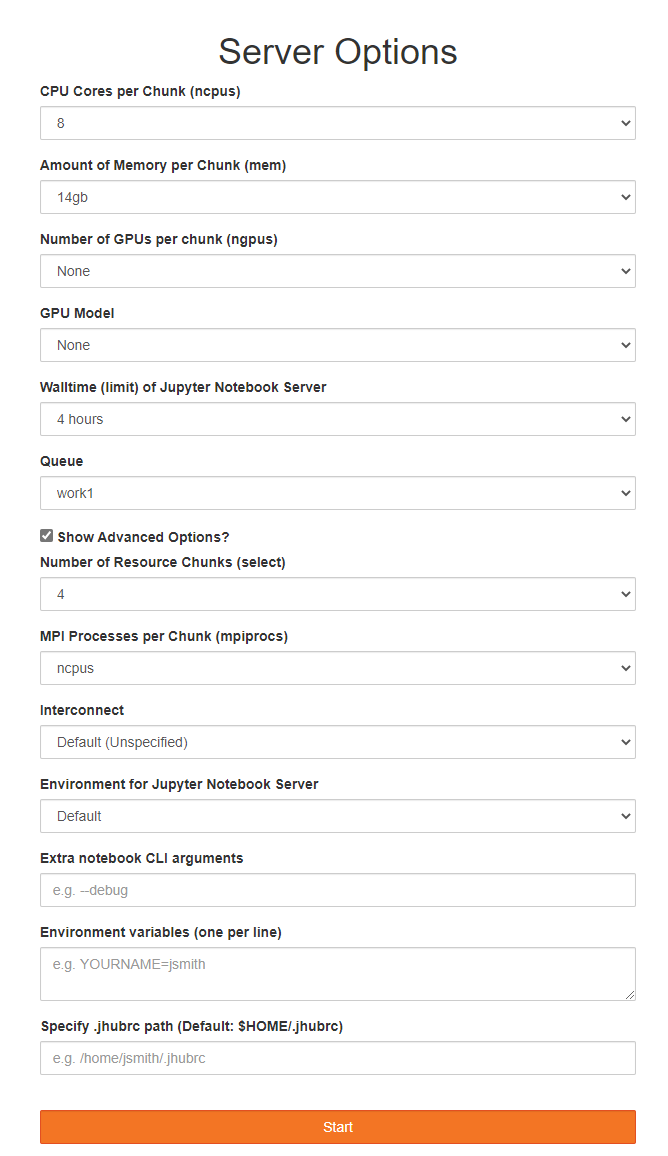 Server Options
CPU Cores per Chunk (ncpus)
8
Amount of Memory per Chunk (mem)
14gb
Number of GPUs per chunk (ngpus)
None
GPU Model
None
Walltime (limit) of Jupyter Notebook Server
4 hours
Queue
work1
Show Advanced Options?
Number of Resource Chunks (select)
4
MPI Processes per Chunk (mpiprocs)
ncpus
Interconnect
Default (Unspecified)
Environment for Jupyter Notebook Server
Default
Extra notebook CLI arguments
e.g. --debug
Environment variables (one per line)
e.g. YOURNAME=jsmith
Specify .jhubrc path (Default: $HOME/.jhubrc)
e.g. /home/jsmith/.jhubrc
Start